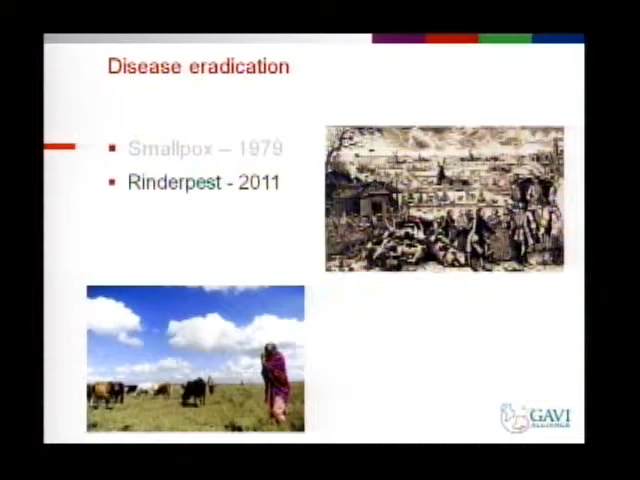 Disease eradication
Smallpox – 1979
Rinderpest - 2011
GAVI
ALLIANCE